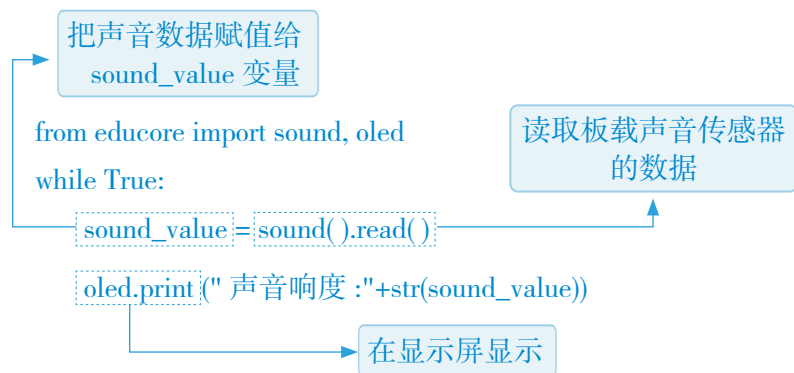 把声音数据赋值给
sound_value 变量
from educore import sound, oled
while True:
读取板载声音传感器
的数据
sound_value = sound( ).read( )
oled.print (" 声音响度 :"+str(sound_value))
在显示屏显示